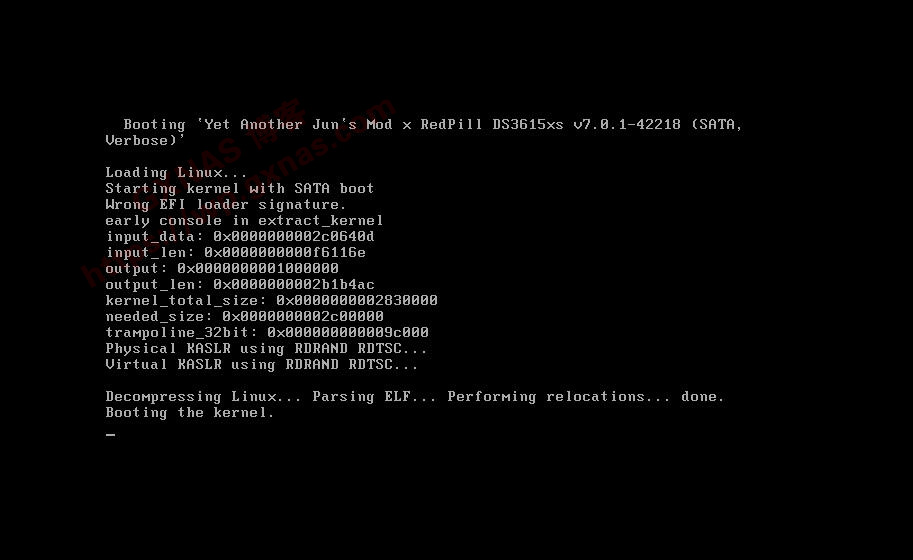 Booting 'Yet Another Jun's Mod x RedPill DS3615xs v7.0.1-42218 (SATA,
Verbose)'
Loading Linux...
Starting kernel with SATA boot
Wrong EFI loader signature.
early console in extract_kernel
input_data: 0x0000000002c0640d
input_len: 0x0000000000f6116e
output: 0x0000000001000000
output_len: 0x0000000002b1b4ac
kernel_total_size: 0x0000000002830000
needed_size: 0x0000000002c00000
trampoline_32bit: 0x000000000009c000
Physical KASLR using RDRAND RDTSC...
Virtual KASLR using RDRAND RDTSC...
Decompressing Linux... Parsing ELF... Performing relocations... done.
Booting the kernel.